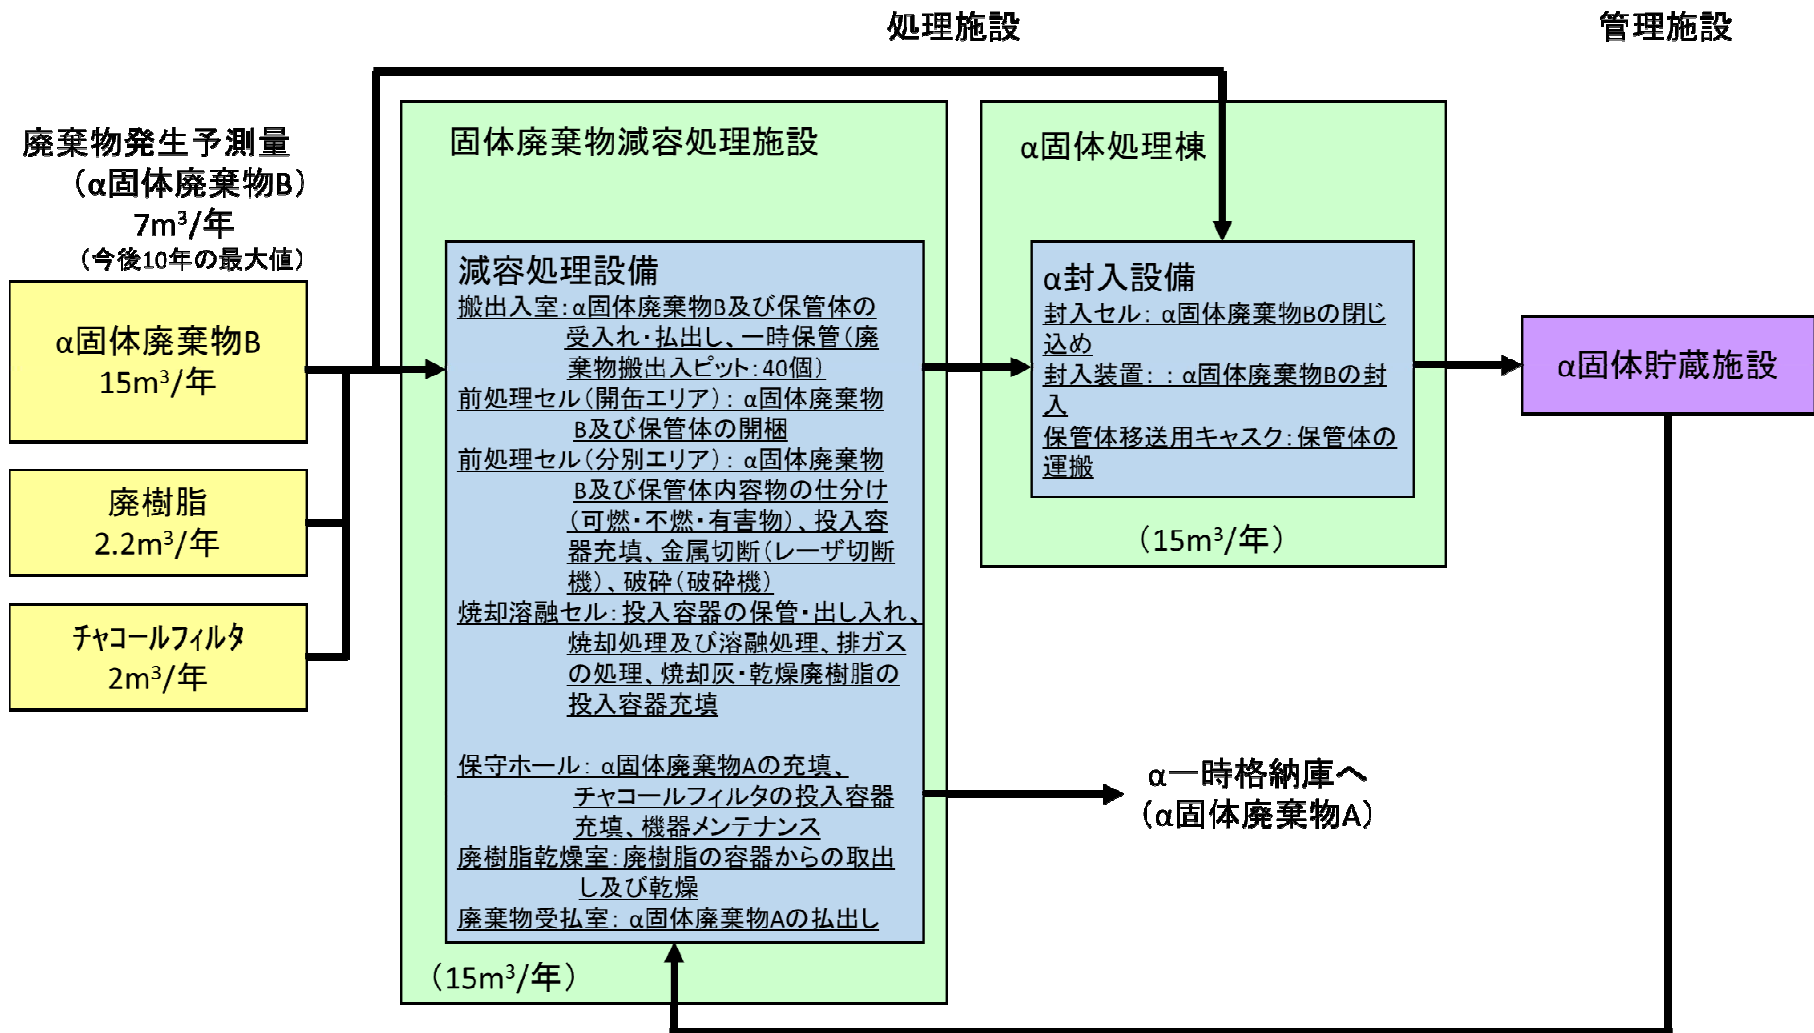 処理施設
管理施設
廃棄物発生予測量
（α固体廃棄物B）
7m³/年
（今後10年の最大値）
α固体廃棄物B
15m³/年
廃樹脂
2.2m³/年
チャコールフィルタ
2m³/年
固体廃棄物減容処理施設
減容処理設備
搬出入室：α固体廃棄物B及び保管体の
受入れ・払出し、一時保管（廃
棄物搬出入ピット：40個）
前処理セル（開缶エリア）：α固体廃棄物
B及び保管体の開梱
前処理セル（分別エリア）：α固体廃棄物
B及び保管体内容物の仕分け
（可燃・不燃・有害物）、投入容
器充填、金属切断（レーザ切断
機）、破砕（破砕機）
焼却溶融セル：投入容器の保管・出し入れ、
焼却処理及び溶融処理、排ガス
の処理、焼却灰・乾燥廃樹脂の
投入容器充填
保守ホール：α固体廃棄物Aの充填、
チャコールフィルタの投入容器
充填、機器メンテナンス
廃樹脂乾燥室：廃樹脂の容器からの取出
し及び乾燥
廃棄物受払室：α固体廃棄物Aの払出し
（15m³/年）
α固体処理棟
α封入設備
封入セル：α固体廃棄物Bの閉じ
込め
封入装置：：α固体廃棄物Bの封
入
保管体移送用キャスク：保管体の
運搬
（15m³/年）
α固体貯蔵施設
α一時格納庫へ
（α固体廃棄物A）